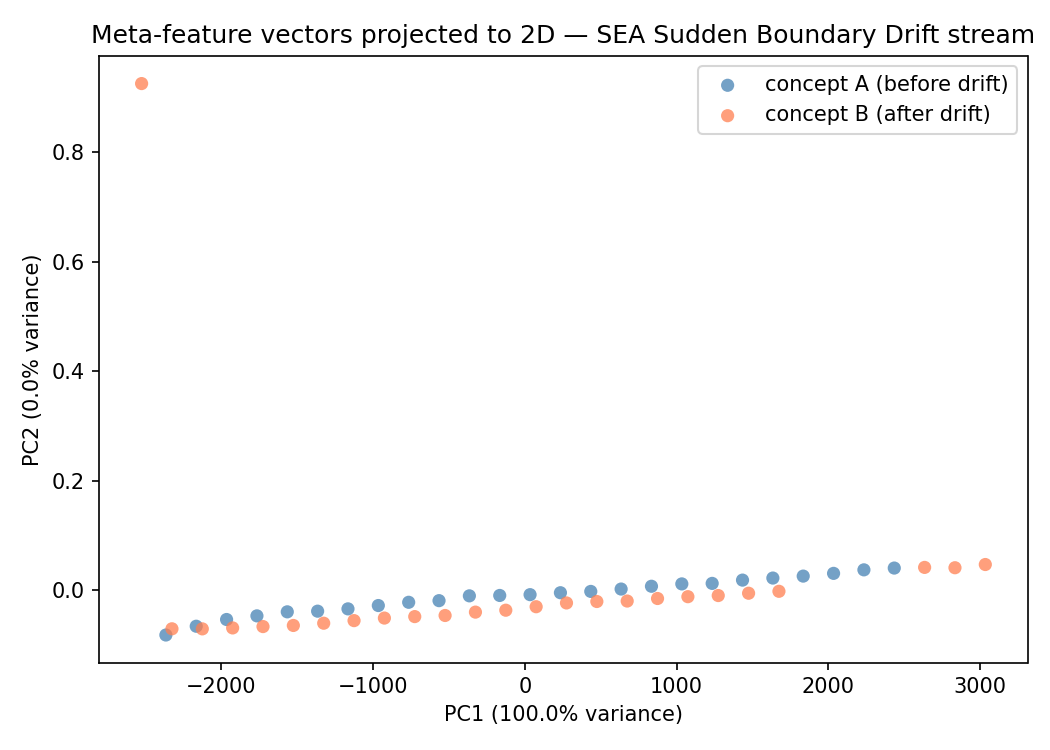 Meta-feature vectors projected to 2D — SEA Sudden Boundary Drift stream
concept A (before drift)
concept B (after drift)
PC2 (0.0% variance)
0.8
0.6
0.4
0.2
0.0
−2000
−1000
0
1000
2000
3000
PC1 (100.0% variance)